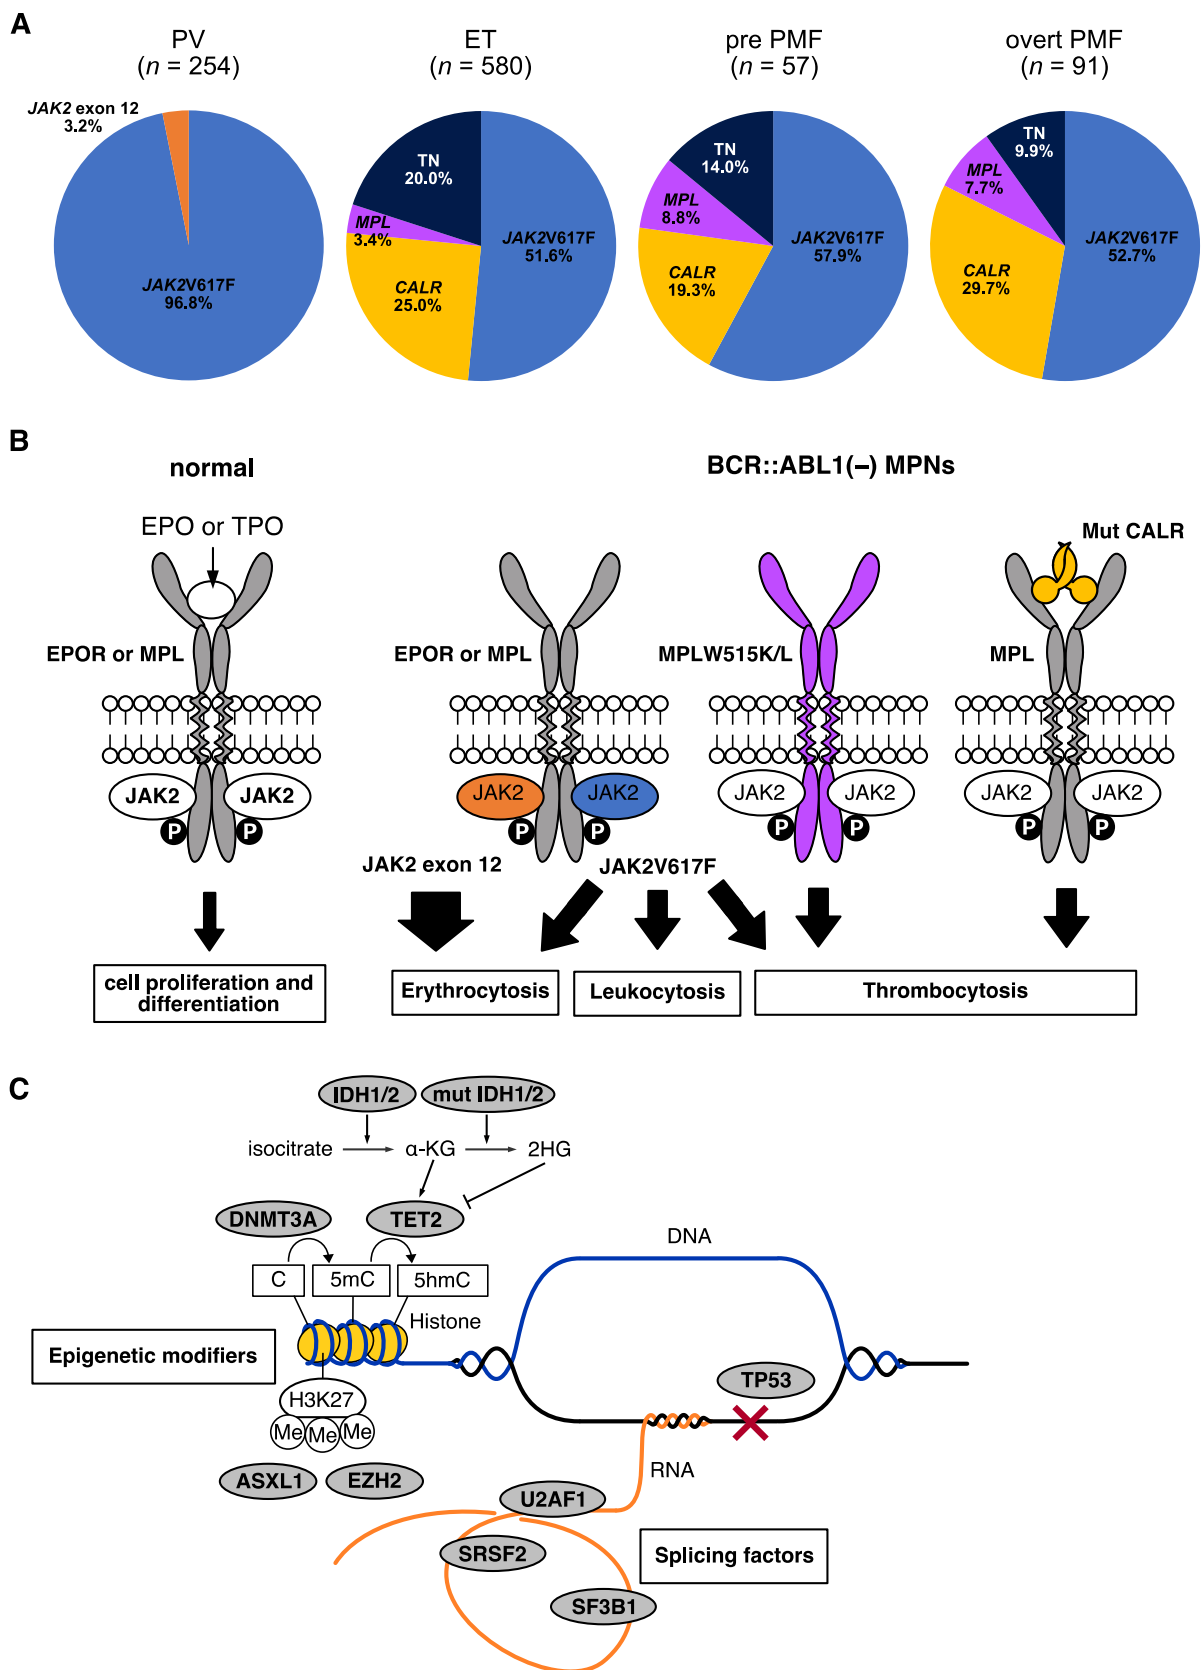 A
PV
(n = 254)
ET
(n = 580)
pre PMF
(n = 57)
overt PMF
(n = 91)
JAK2 exon 12
3.2%
JAK2V617F
96.8%
TN
20.0%
MPL
3.4%
CALR
25.0%
JAK2V617F
51.6%
TN
14.0%
MPL
8.8%
CALR
19.3%
JAK2V617F
57.9%
TN
9.9%
MPL
7.7%
CALR
29.7%
JAK2V617F
52.7%
B
normal
BCR::ABL1(–) MPNs
EPO or TPO
Mut CALR
EPOR or MPL
EPOR or MPL
MPLW515K/L
MPL
JAK2
JAK2
JAK2
JAK2
JAK2
JAK2
JAK2
JAK2
P
P
P
P
P
P
P
P
JAK2 exon 12
JAK2V617F
cell proliferation and
differentiation
Erythrocytosis
Leukocytosis
Thrombocytosis
C
IDH1/2
mut IDH1/2
isocitrate
α-KG
2HG
DNMT3A
TET2
C
5mC
5hmC
Histone
DNA
Epigenetic modifiers
H3K27
Me
Me
Me
ASXL1
EZH2
TP53
RNA
U2AF1
SRSF2
SF3B1
Splicing factors